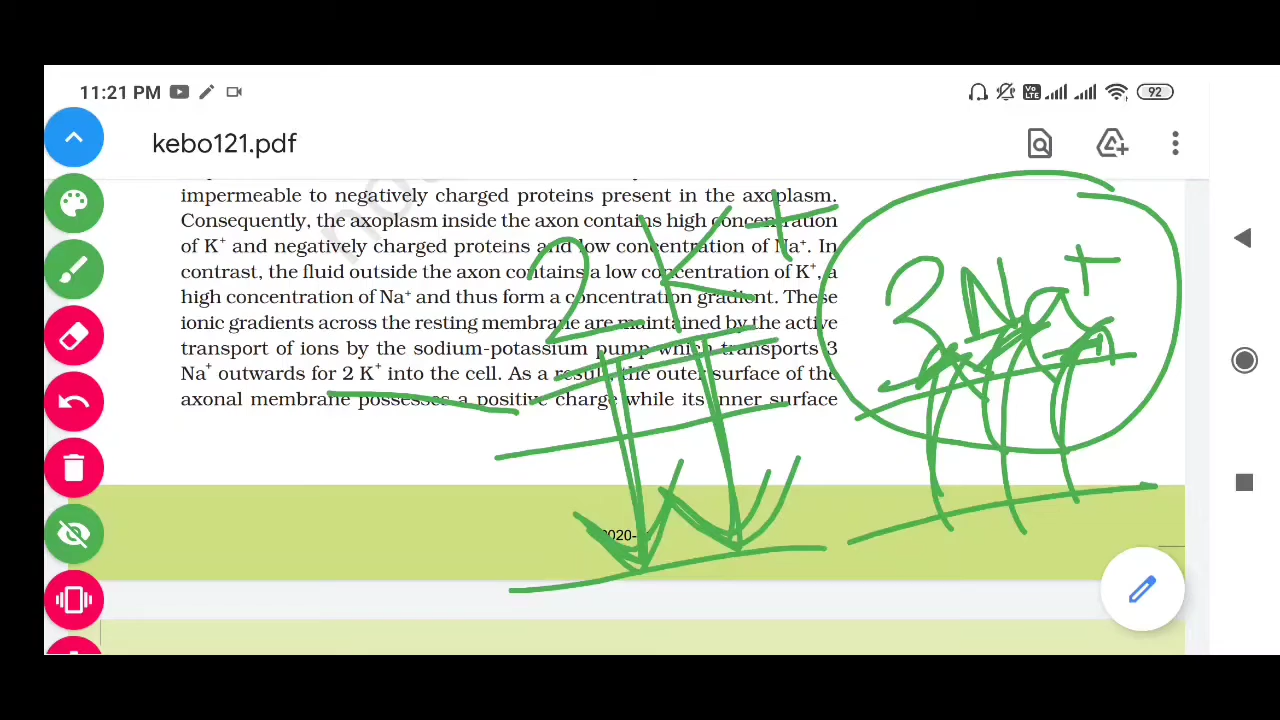 11:21 PM
Vo LTE
92
kebo121.pdf
impermeable to negatively charged proteins present in the axoplasm.
Consequently, the axoplasm inside the axon contains high concentration
of K+ and negatively charged proteins and low concentration of Na+. In
contrast, the fluid outside the axon contains a low concentration of K+, a
high concentration of Na+ and thus form a concentration gradient. These
ionic gradients across the resting membrane are maintained by the active
transport of ions by the sodium-potassium pump which transports 3
Na+ outwards for 2 K+ into the cell. As a result, the outer surface of the
axonal membrane possesses a positive charge while its inner surface
2K+
3Na+
2020-